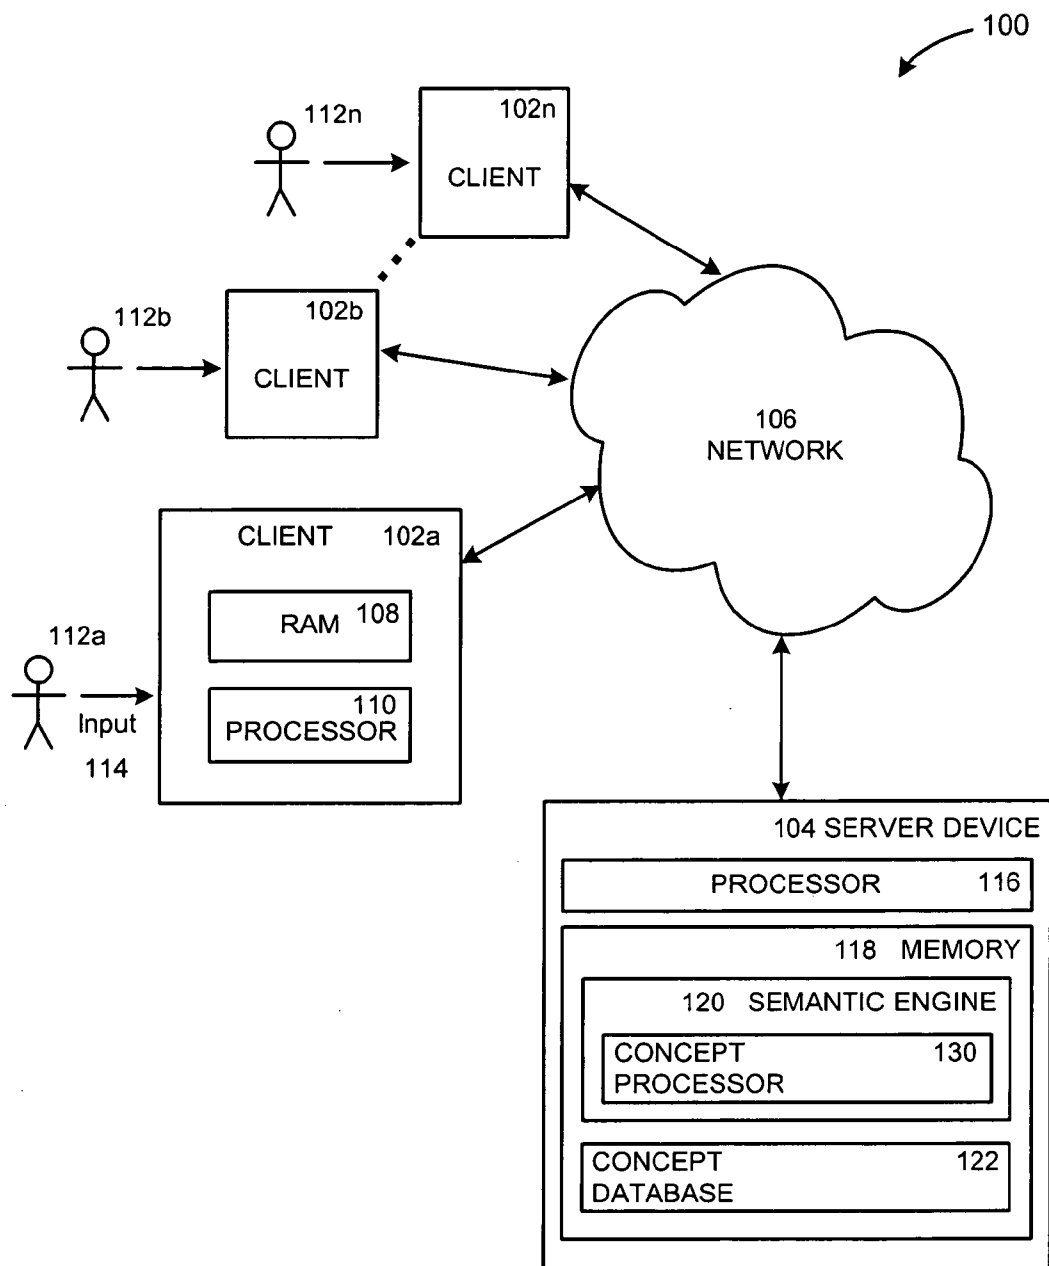 100
112n
102n
CLIENT
112b
102b
CLIENT
106
NETWORK
CLIENT 102a
RAM 108
112a
110
PROCESSOR
Input
114
104 SERVER DEVICE
PROCESSOR 116
118 MEMORY
120 SEMANTIC ENGINE
CONCEPT 130
PROCESSOR
CONCEPT 122
DATABASE